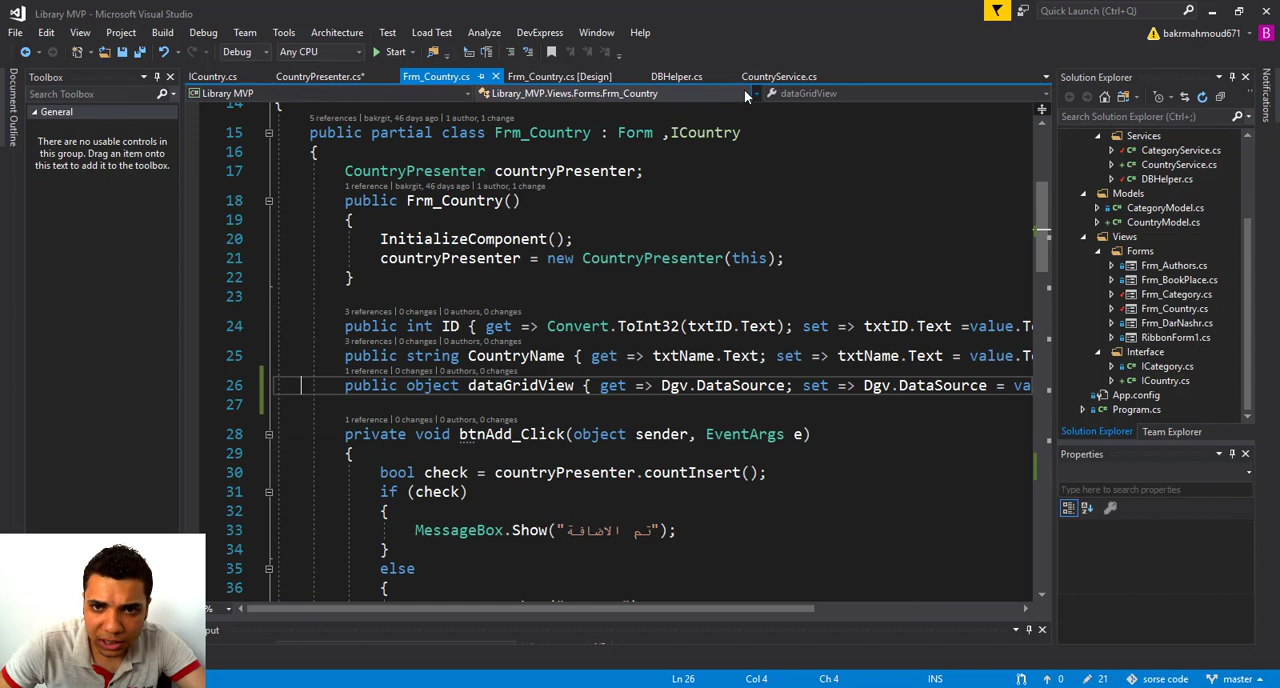 Library MVP - Microsoft Visual Studio
Quick Launch (Ctrl+Q)
File Edit View Project Build Debug Team Tools Architecture Test Load Test Analyze DevExpress Window Help
bakrmahmoud671 B
Debug Any CPU Start
Document Outline
Toolbox
Search Toolbox
General
There are no usable controls in
this group. Drag an item onto
this text to add it to the toolbox.
ICountry.cs CountryPresenter.cs* Frm_Country.cs Frm_Country.cs [Design] DBHelper.cs CountryService.cs
Library MVP Library_MVP.Views.Forms.Frm_Country dataGridView
14 {
5 references | bakrgit, 46 days ago | 1 author, 1 change
15 public partial class Frm_Country : Form ,ICountry
16 {
17 CountryPresenter countryPresenter;
1 reference | bakrgit, 46 days ago | 1 author, 1 change
18 public Frm_Country()
19 {
20 InitializeComponent();
21 countryPresenter = new CountryPresenter(this);
22 }
23
3 references | 0 changes | 0 authors, 0 changes
24 public int ID { get => Convert.ToInt32(txtID.Text); set => txtID.Text =value.T
3 references | 0 changes | 0 authors, 0 changes
25 public string CountryName { get => txtName.Text; set => txtName.Text = value.T
1 reference | 0 changes | 0 authors, 0 changes
26 public object dataGridView { get => Dgv.DataSource; set => Dgv.DataSource = va
27
1 reference | 0 changes | 0 authors, 0 changes
28 private void btnAdd_Click(object sender, EventArgs e)
29 {
30 bool check = countryPresenter.countInsert();
31 if (check)
32 {
33 MessageBox.Show("تم الاضافة");
34 }
35 else
36 {
%
Solution Explorer
Search Solution Explorer (Ctrl+;)
Services
CategoryService.cs
CountryService.cs
DBHelper.cs
Models
CategoryModel.cs
CountryModel.cs
Views
Forms
Frm_Authors.cs
Frm_BookPlace.cs
Frm_Category.cs
Frm_Country.cs
Frm_DarNashr.cs
RibbonForm1.cs
Interface
ICategory.cs
ICountry.cs
App.config
Program.cs
Solution Explorer Team Explorer
Properties
Type here to search properties
Notifications
Ln 26 Col 4 Ch 4 INS 0 21 sorse code master